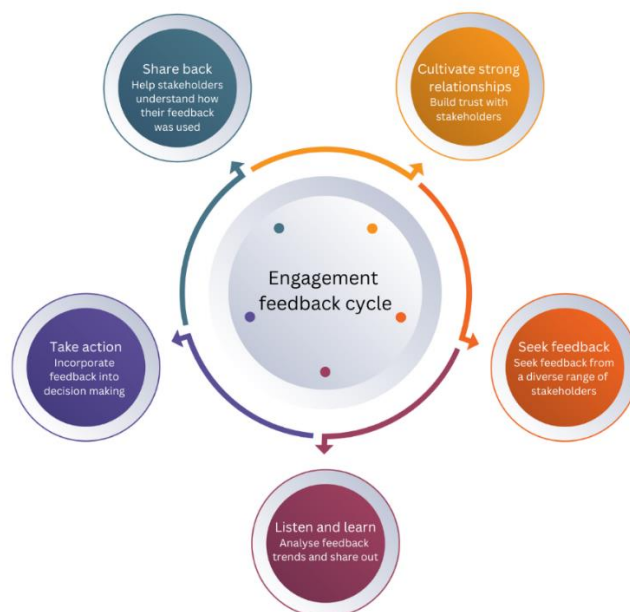 Share back
Help stakeholders
understand how
their feedback
was used
Cultivate strong
relationships
Build trust with
stakeholders
Engagement
feedback cycle
Take action
Incorporate
feedback into
decision making
Seek feedback
Seek feedback from
a diverse range of
stakeholders
Listen and learn
Analyse feedback
trends and share out